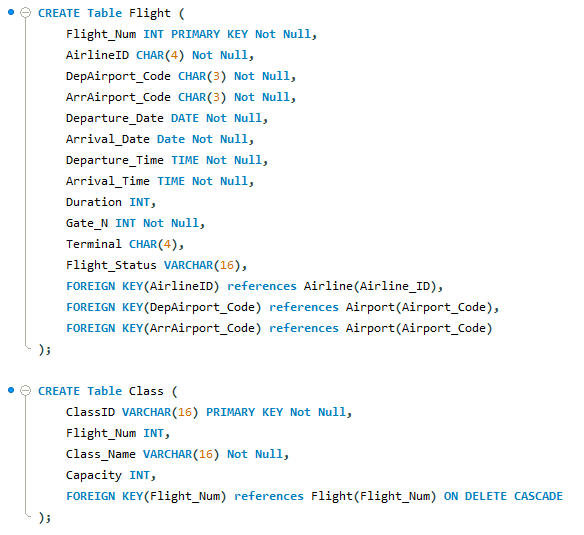 CREATE Table Flight (
Flight_Num INT PRIMARY KEY Not Null,
AirlineID CHAR(4) Not Null,
DepAirport_Code CHAR(3) Not Null,
ArrAirport_Code CHAR(3) Not Null,
Departure_Date DATE Not Null,
Arrival_Date Date Not Null,
Departure_Time TIME Not Null,
Arrival_Time TIME Not Null,
Duration INT,
Gate_N INT Not Null,
Terminal CHAR(4),
Flight_Status VARCHAR(16),
FOREIGN KEY(AirlineID) references Airline(Airline_ID),
FOREIGN KEY(DepAirport_Code) references Airport(Airport_Code),
FOREIGN KEY(ArrAirport_Code) references Airport(Airport_Code)
);
CREATE Table Class (
ClassID VARCHAR(16) PRIMARY KEY Not Null,
Flight_Num INT,
Class_Name VARCHAR(16) Not Null,
Capacity INT,
FOREIGN KEY(Flight_Num) references Flight(Flight_Num) ON DELETE CASCADE
);